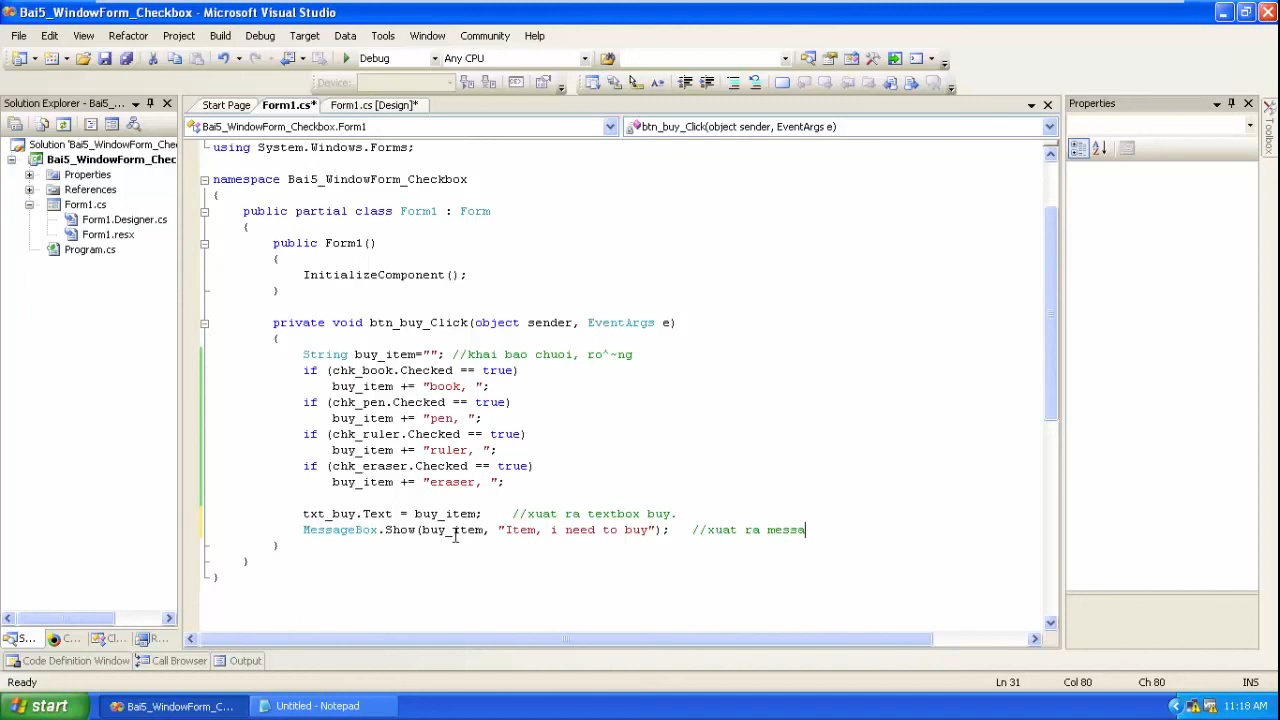 Bai5_WindowForm_Checkbox - Microsoft Visual Studio
File Edit View Refactor Project Build Debug Target Data Tools Window Community Help
Debug Any CPU
Device:
Solution Explorer - Bai5_...
Start Page Form1.cs* Form1.cs [Design]*
Properties
Toolbox
Bai5_WindowForm_Checkbox.Form1 btn_buy_Click(object sender, EventArgs e)
Solution 'Bai5_WindowForm_Che
Bai5_WindowForm_Chec
Properties
References
Form1.cs
Form1.Designer.cs
Form1.resx
Program.cs
using System.Windows.Forms;
namespace Bai5_WindowForm_Checkbox
{
public partial class Form1 : Form
{
public Form1()
{
InitializeComponent();
}
private void btn_buy_Click(object sender, EventArgs e)
{
String buy_item=""; //khai bao chuoi, ro^~ng
if (chk_book.Checked == true)
buy_item += "book, ";
if (chk_pen.Checked == true)
buy_item += "pen, ";
if (chk_ruler.Checked == true)
buy_item += "ruler, ";
if (chk_eraser.Checked == true)
buy_item += "eraser, ";
txt_buy.Text = buy_item; //xuat ra textbox buy.
MessageBox.Show(buy_item, "Item, i need to buy"); //xuat ra messa
}
}
}
S... C... Cl... R...
Code Definition Window Call Browser Output
Ln 31 Col 80 Ch 80 INS
start Bai5_WindowForm_C... Untitled - Notepad 11:18 AM